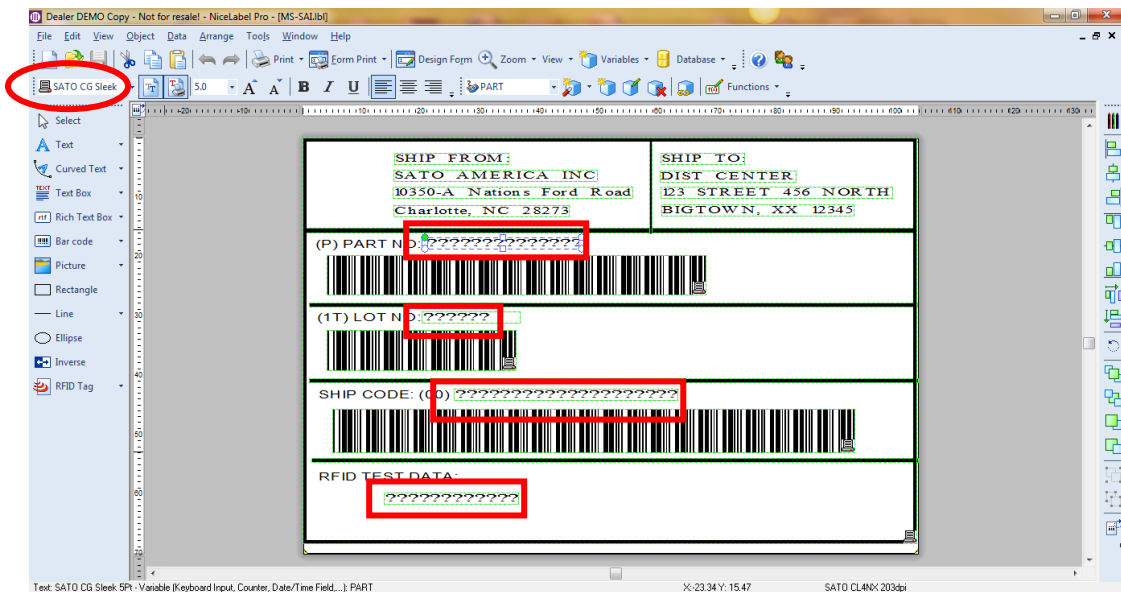 Dealer DEMO Copy - Not for resale! - NiceLabel Pro - [MS-SAI.lbl]
File Edit View Object Data Arrange Tools Window Help
Print Form Print Design Form Zoom View Variables Database
SATO CG Sleek 5.0 A A B I U PART Functions
Select
Text
Curved Text
Text Box
Rich Text Box
Bar code
Picture
Rectangle
Line
Ellipse
Inverse
RFID Tag
SHIP FROM:
SATO AMERICA INC
10350-A Nations Ford Road
Charlotte, NC 28273
SHIP TO:
DIST CENTER
123 STREET 456 NORTH
BIGTOWN, XX 12345
(P) PART NO: ???????????????
(1T) LOT NO: ??????
SHIP CODE: (00) ????????????????????
RFID TEST DATA:
????????????
Text: SATO CG Sleek 5Pt - Variable (Keyboard Input, Counter, Date/Time Field,...): PART X:-23.34 Y: 15.47 SATO CL4NX 203dpi